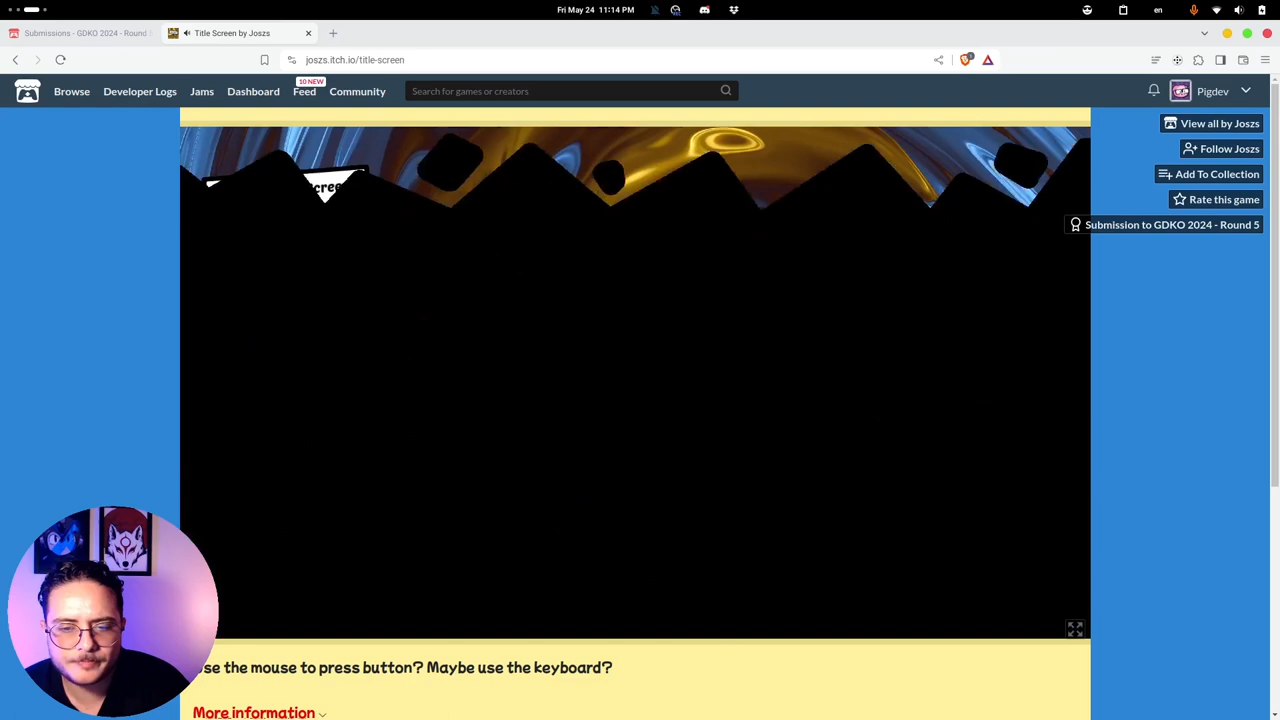 Fri May 24 11:14 PM
en
Submissions - GDKO 2024 - Round 5
Title Screen by Joszs
joszs.itch.io/title-screen
10 NEW
Browse Developer Logs Jams Dashboard Feed Community Search for games or creators Pigdev
View all by Joszs
Follow Joszs
Add To Collection
Rate this game
Submission to GDKO 2024 - Round 5
se the mouse to press button? Maybe use the keyboard?
More information